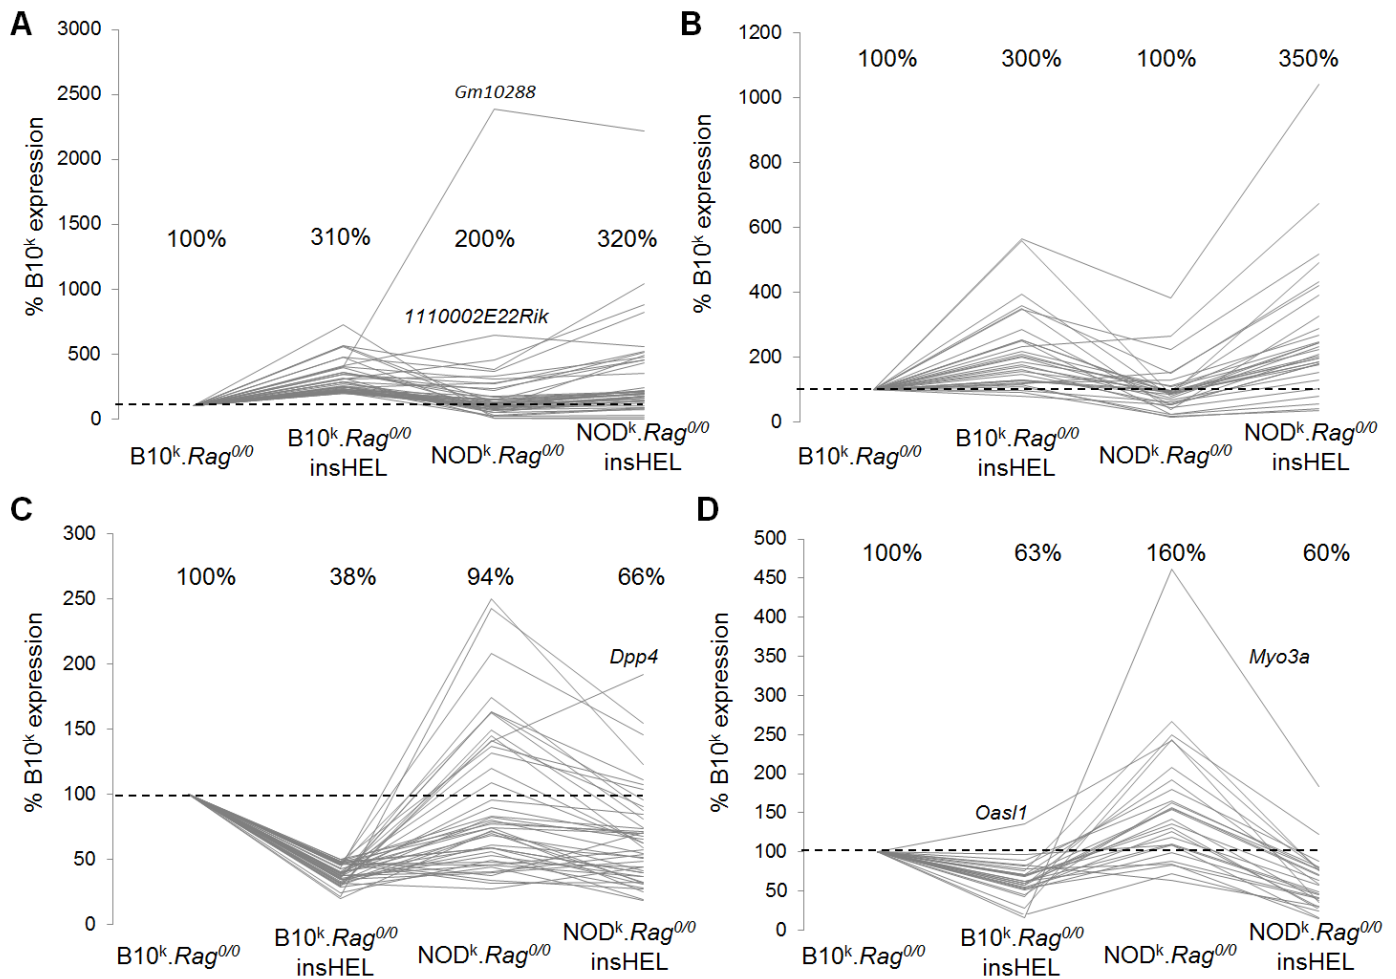 A
3000
2500
2000
1500
1000
500
0
% B10ᵏ expression
Gm10288
100%
310%
200%
320%
1110002E22Rik
B10ᵏ.Rag⁰/⁰
B10ᵏ.Rag⁰/⁰
insHEL
NODᵏ.Rag⁰/⁰
NODᵏ.Rag⁰/⁰
insHEL
B
1200
1000
800
600
400
200
0
% B10ᵏ expression
100%
300%
100%
350%
B10ᵏ.Rag⁰/⁰
B10ᵏ.Rag⁰/⁰
insHEL
NODᵏ.Rag⁰/⁰
NODᵏ.Rag⁰/⁰
insHEL
C
300
250
200
150
100
50
0
% B10ᵏ expression
100%
38%
94%
66%
Dpp4
B10ᵏ.Rag⁰/⁰
B10ᵏ.Rag⁰/⁰
insHEL
NODᵏ.Rag⁰/⁰
NODᵏ.Rag⁰/⁰
insHEL
D
500
450
400
350
300
250
200
150
100
50
0
% B10ᵏ expression
100%
63%
160%
60%
Myo3a
Oasl1
B10ᵏ.Rag⁰/⁰
B10ᵏ.Rag⁰/⁰
insHEL
NODᵏ.Rag⁰/⁰
NODᵏ.Rag⁰/⁰
insHEL